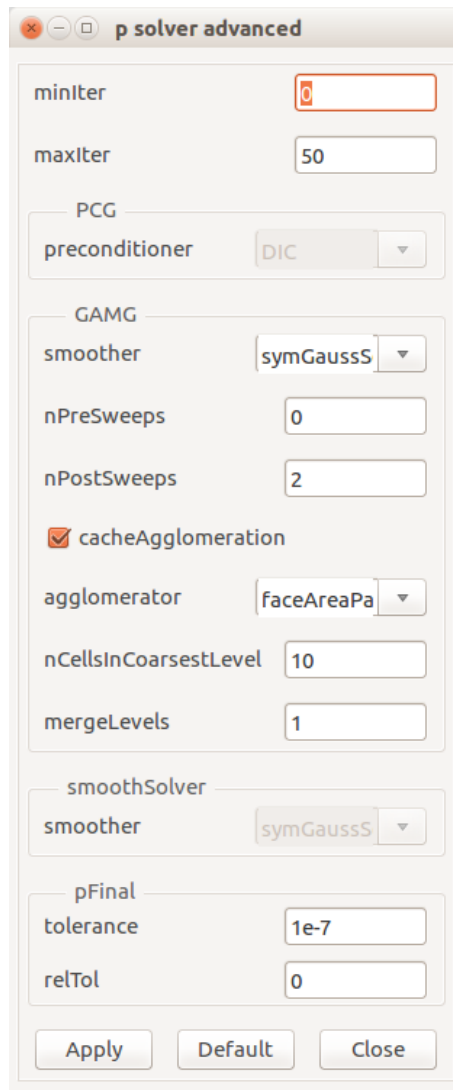 p solver advanced
minIter 0
maxIter 50
PCG
preconditioner DIC
GAMG
smoother symGaussS
nPreSweeps 0
nPostSweeps 2
cacheAgglomeration
agglomerator faceAreaPa
nCellsInCoarsestLevel 10
mergeLevels 1
smoothSolver
smoother symGaussS
pFinal
tolerance 1e-7
relTol 0
Apply Default Close